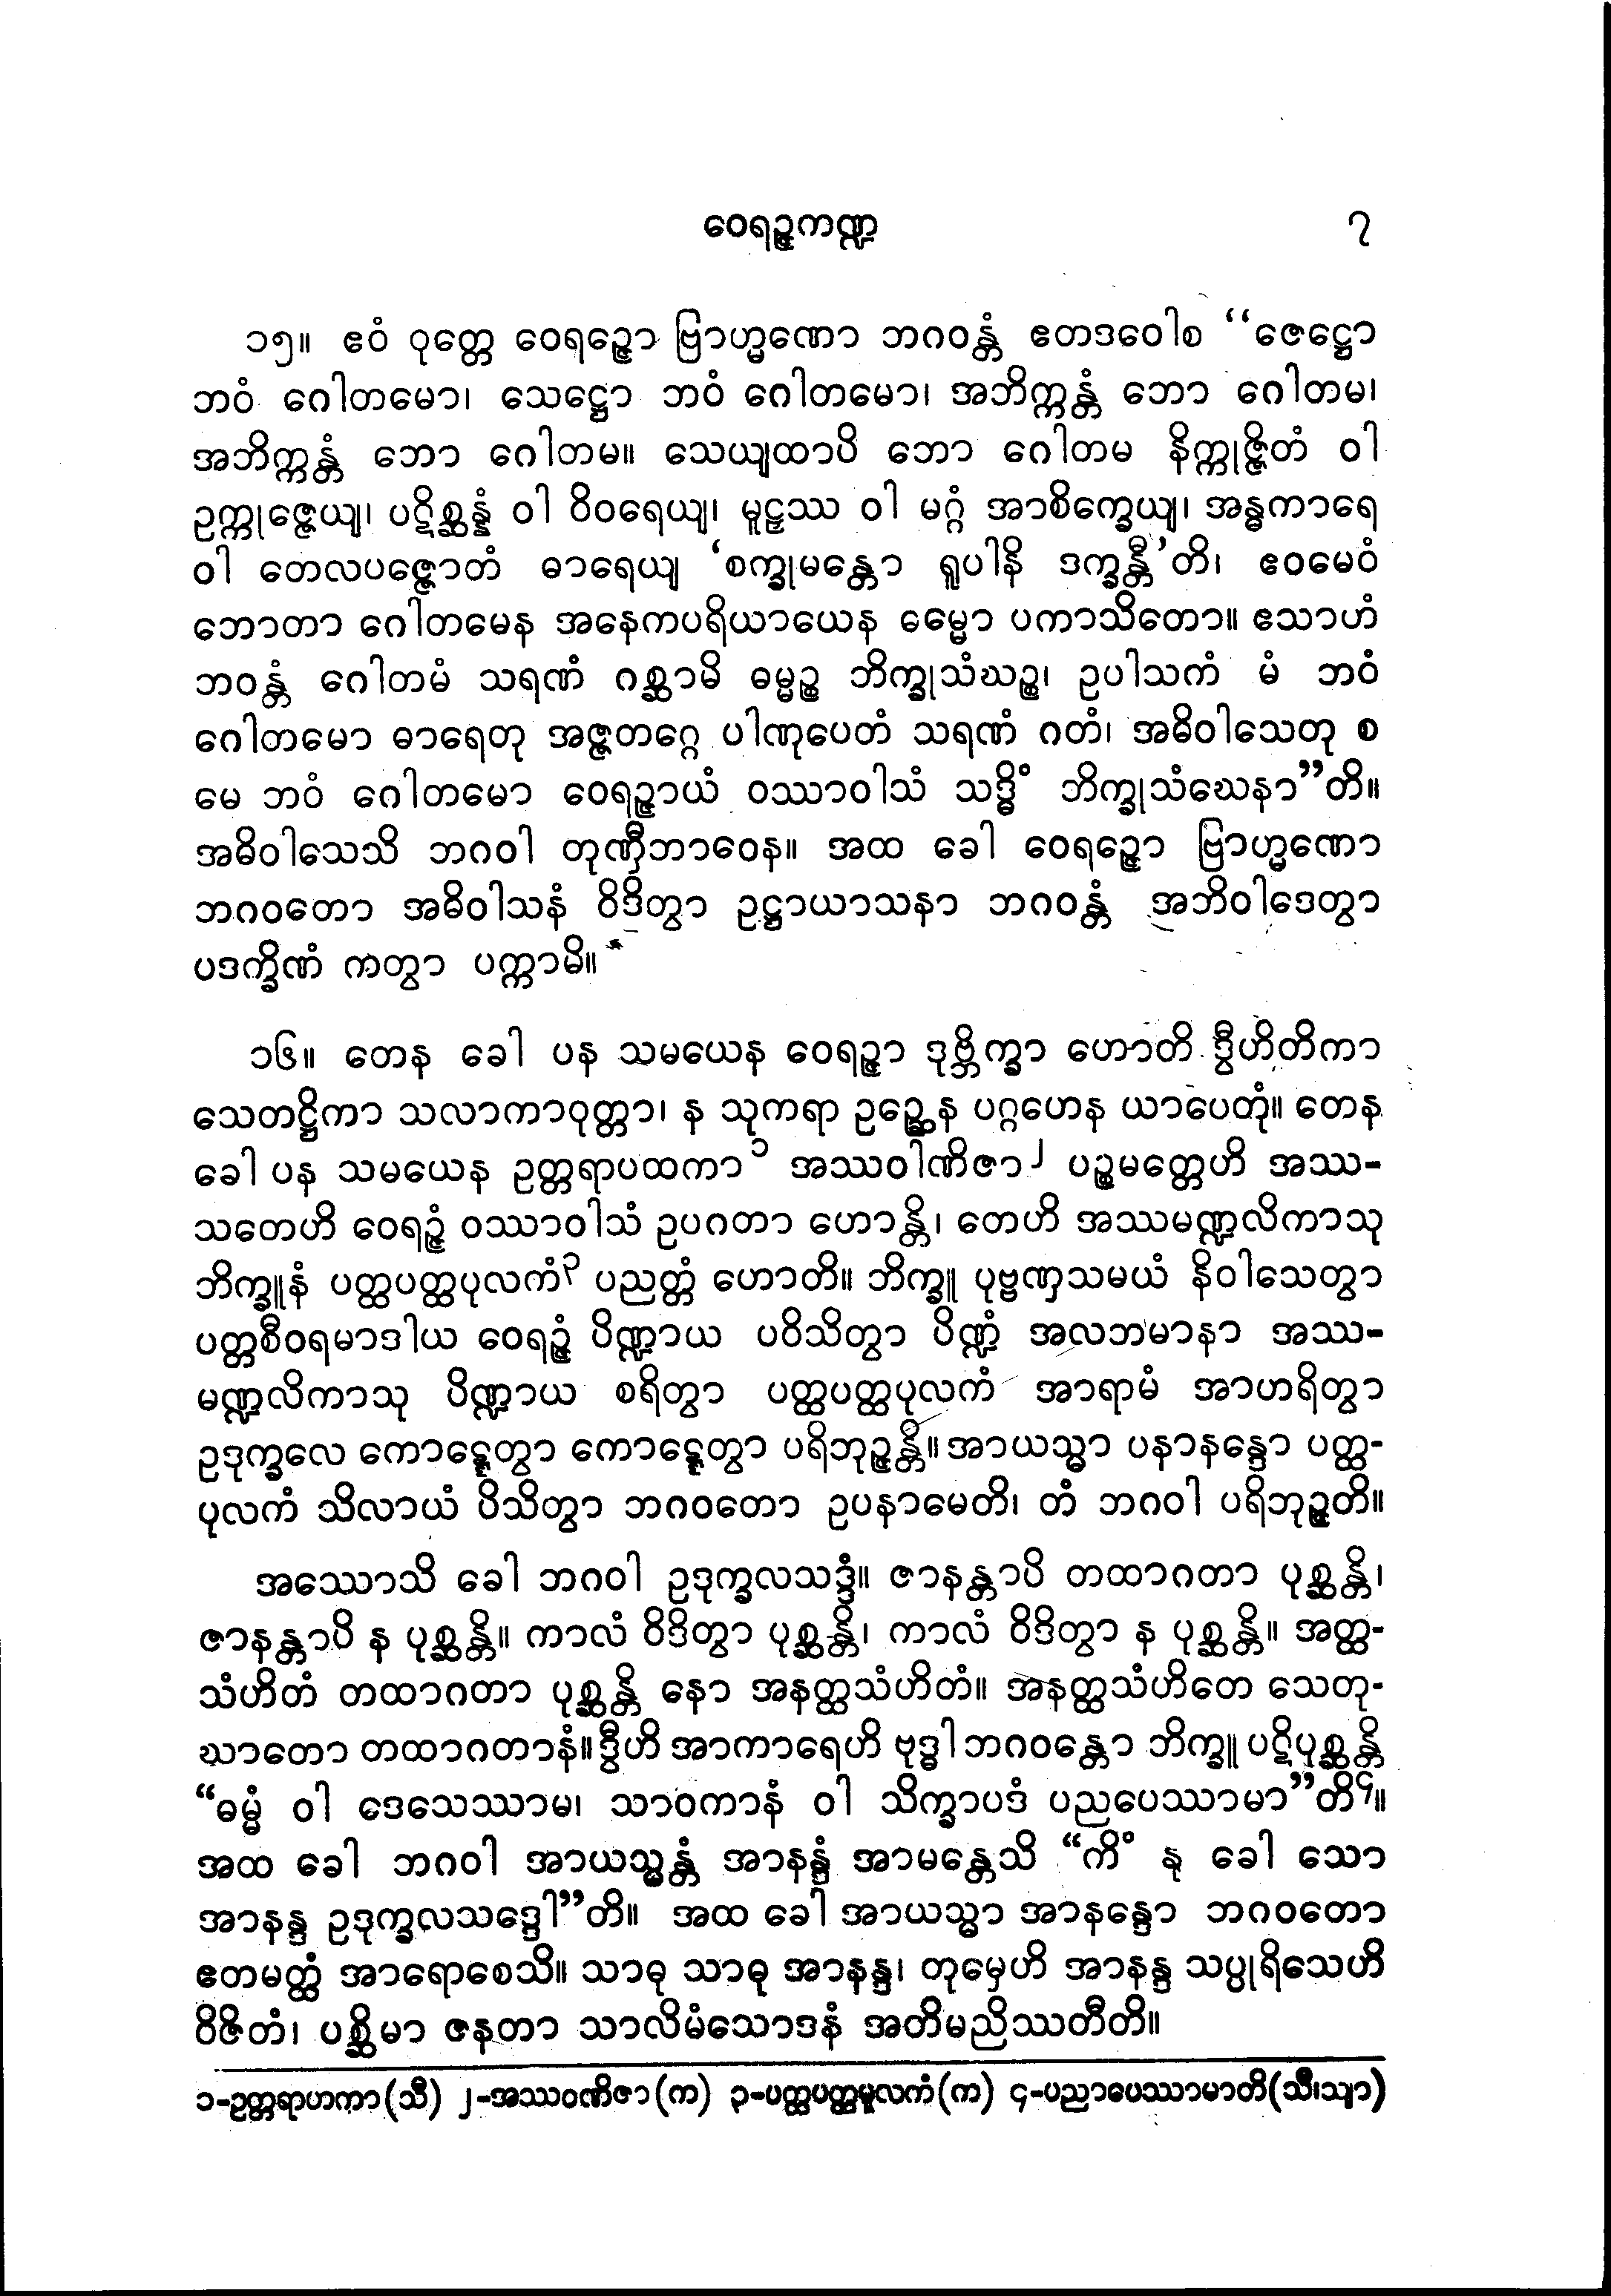 ဝေရဉ္ဇကဏ္ဍ ၇
၁၅။ ဧဝံ ဝုတ္တေ ဝေရဉ္ဇော ဗြာဟ္မဏော ဘဂဝန္တံ ဧတဒဝေါစ “ဇေဋ္ဌော
ဘဝံ ဂေါတမော၊ သေဋ္ဌော ဘဝံ ဂေါတမော၊ အဘိက္ကန္တံ ဘော ဂေါတမ၊
အဘိက္ကန္တံ ဘော ဂေါတမ။ သေယျထာပိ ဘော ဂေါတမ နိက္ကုဇ္ဇိတံ ဝါ
ဥက္ကုဇ္ဇေယျ၊ ပဋိစ္ဆန္နံ ဝါ ဝိဝရေယျ၊ မူဠှဿ ဝါ မဂ္ဂံ အာစိက္ခေယျ၊ အန္ဓကာရေ
ဝါ တေလပဇ္ဇောတံ ဓာရေယျ ‘စက္ခုမန္တော ရူပါနိ ဒက္ခန္တီ’တိ၊ ဧဝမေဝံ
ဘောတာ ဂေါတမေန အနေကပရိယာယေန ဓမ္မော ပကာသိတော။ ဧသာဟံ
ဘဝန္တံ ဂေါတမံ သရဏံ ဂစ္ဆာမိ ဓမ္မဉ္စ ဘိက္ခုသံဃဉ္စ၊ ဥပါသကံ မံ ဘဝံ
ဂေါတမော ဓာရေတု အဇ္ဇတဂ္ဂေ ပါဏုပေတံ သရဏံ ဂတံ၊ အဓိဝါသေတု စ
မေ ဘဝံ ဂေါတမော ဝေရဉ္ဇာယံ ဝဿာဝါသံ သဒ္ဓိံ ဘိက္ခုသံဃေနာ”တိ။
အဓိဝါသေသိ ဘဂဝါ တုဏှီဘာဝေန။ အထ ခေါ ဝေရဉ္ဇော ဗြာဟ္မဏော
ဘဂဝတော အဓိဝါသနံ ဝိဒိတွာ ဥဋ္ဌာယာသနာ ဘဂဝန္တံ အဘိဝါဒေတွာ
ပဒက္ခိဏံ ကတွာ ပက္ကာမိ။
၁၆။ တေန ခေါ ပန သမယေန ဝေရဉ္ဇာ ဒုဗ္ဘိက္ခာ ဟောတိ ဒွီဟိတိကာ
သေတဋ္ဌိကာ သလာကာဝုတ္တာ၊ န သုကရာ ဥဉ္ဆေန ပဂ္ဂဟေန ယာပေတုံ။ တေန
ခေါ ပန သမယေန ဥတ္တရာပထကာ၁ အဿဝါဏိဇာ၂ ပဉ္စမတ္တေဟိ အဿ-
သတေဟိ ဝေရဉ္ဇံ ဝဿာဝါသံ ဥပဂတာ ဟောန္တိ၊ တေဟိ အဿမဏ္ဍလိကာသု
ဘိက္ခူနံ ပတ္ထပတ္ထပုလကံ၃ ပညတ္တံ ဟောတိ။ ဘိက္ခူ ပုဗ္ဗဏှသမယံ နိဝါသေတွာ
ပတ္တစီဝရမာဒါယ ဝေရဉ္ဇံ ပိဏ္ဍာယ ပဝိသိတွာ ပိဏ္ဍံ အလဘမာနာ အဿ-
မဏ္ဍလိကာသု ပိဏ္ဍာယ စရိတွာ ပတ္ထပတ္ထပုလကံ အာရာမံ အာဟရိတွာ
ဥဒုက္ခလေ ကောဋ္ဋေတွာ ကောဋ္ဋေတွာ ပရိဘုဉ္ဇန္တိ။ အာယသ္မာ ပနာနန္ဒော ပတ္ထ-
ပုလကံ သိလာယံ ပိသိတွာ ဘဂဝတော ဥပနာမေတိ၊ တံ ဘဂဝါ ပရိဘုဉ္ဇတိ။
အဿောသိ ခေါ ဘဂဝါ ဥဒုက္ခလသဒ္ဒံ။ ဇာနန္တာပိ တထာဂတာ ပုစ္ဆန္တိ၊
ဇာနန္တာပိ န ပုစ္ဆန္တိ။ ကာလံ ဝိဒိတွာ ပုစ္ဆန္တိ၊ ကာလံ ဝိဒိတွာ န ပုစ္ဆန္တိ။ အတ္ထ-
သံဟိတံ တထာဂတာ ပုစ္ဆန္တိ နော အနတ္ထသံဟိတံ။ အနတ္ထသံဟိတေ သေတု-
ဃာတော တထာဂတာနံ။ ဒွီဟိ အာကာရေဟိ ဗုဒ္ဓါ ဘဂဝန္တော ဘိက္ခူ ပဋိပုစ္ဆန္တိ
“ဓမ္မံ ဝါ ဒေသေဿာမ၊ သာဝကာနံ ဝါ သိက္ခာပဒံ ပညပေဿာမာ”တိ၄။
အထ ခေါ ဘဂဝါ အာယသ္မန္တံ အာနန္ဒံ အာမန္တေသိ “ကိံ နု ခေါ သော
အာနန္ဒ ဥဒုက္ခလသဒ္ဒေါ”တိ။ အထ ခေါ အာယသ္မာ အာနန္ဒော ဘဂဝတော
ဧတမတ္ထံ အာရောစေသိ။ သာဓု သာဓု အာနန္ဒ၊ တုမှေဟိ အာနန္ဒ သပ္ပုရိသေဟိ
ဝိဇိတံ၊ ပစ္ဆိမာ ဇနတာ သာလိမံသောဒနံ အတိမညိဿတီတိ။
၁-ဥတ္တရာဟကာ(သီ) ၂-အဿဝဏိဇာ(က) ၃-ပတ္ထပတ္ထမူလကံ(က) ၄-ပညာပေဿာမာတိ(သီ၊သျာ)